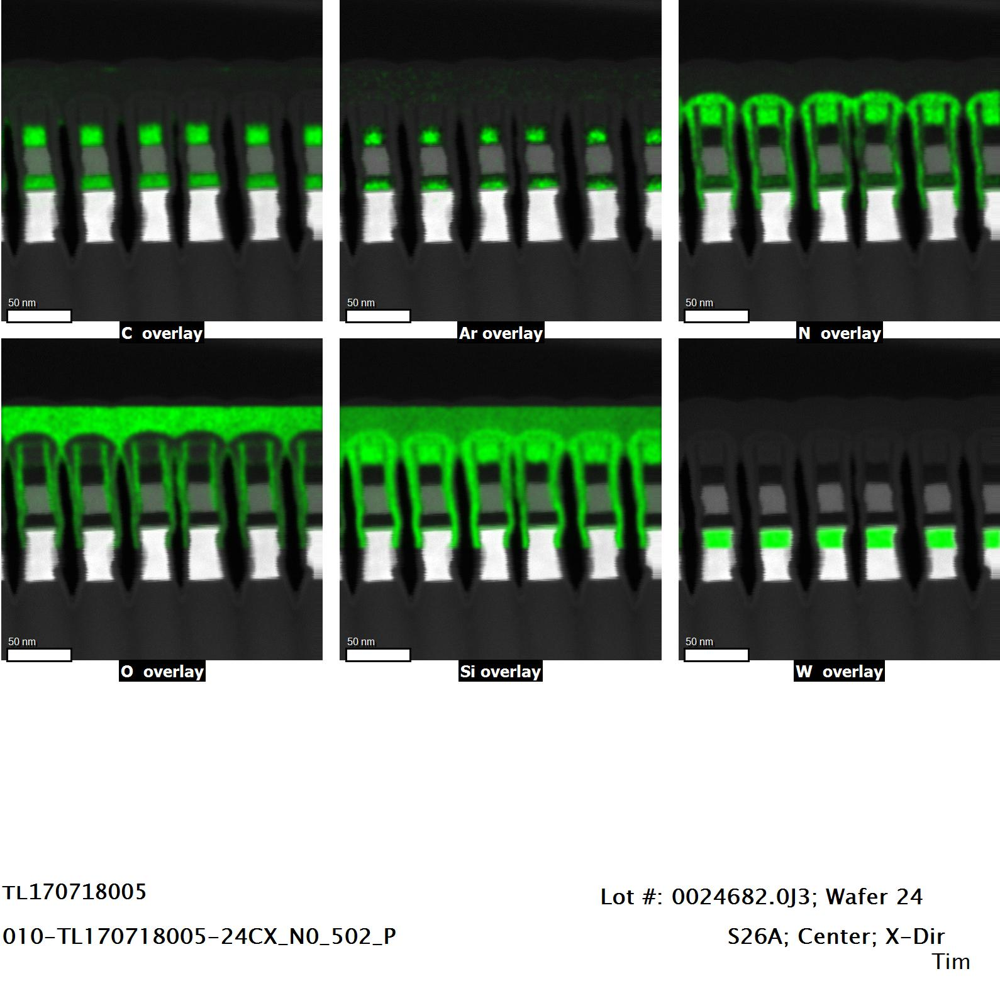 50 nm
50 nm
50 nm
C overlay
Ar overlay
N overlay
50 nm
50 nm
50 nm
O overlay
Si overlay
W overlay
TL170718005
Lot #: 0024682.0J3; Wafer 24
010-TL170718005-24CX_N0_502_P
S26A; Center; X-Dir
Tim